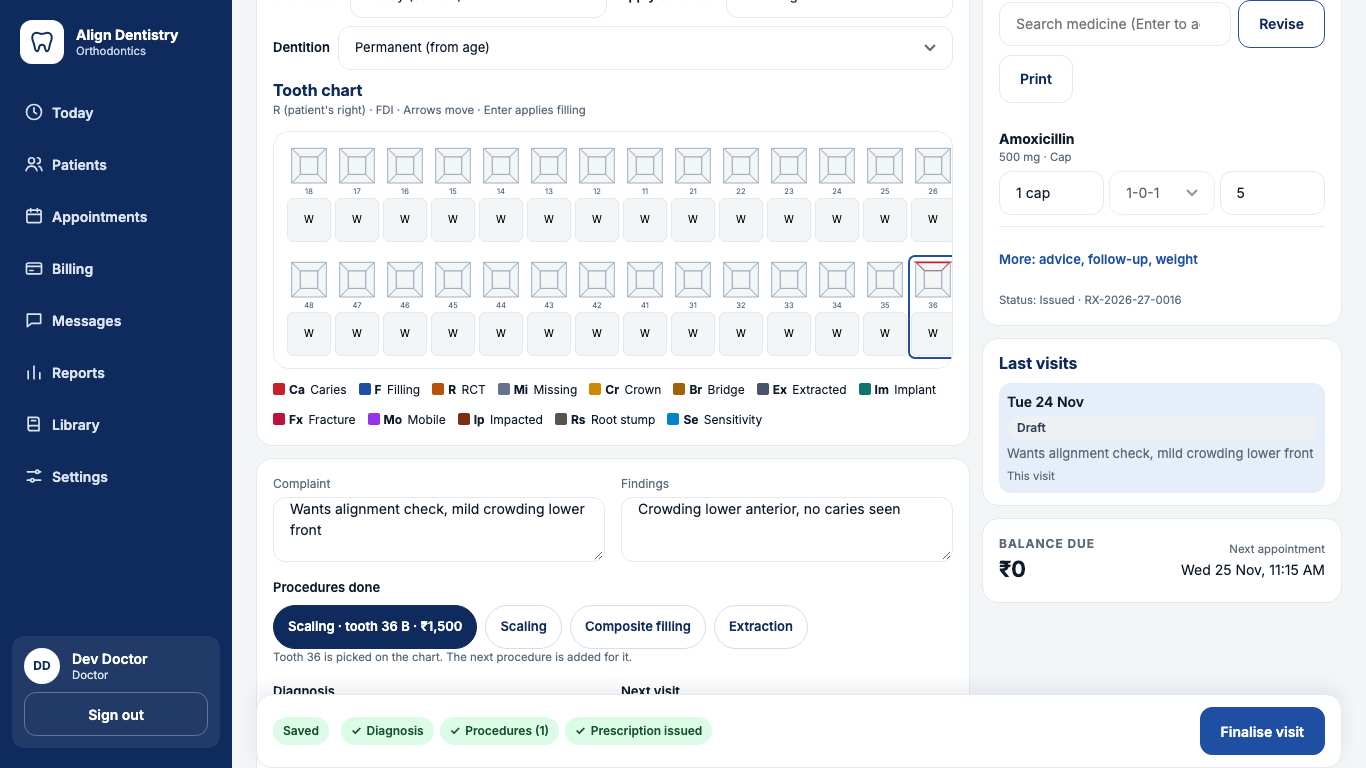 Align Dentistry
Orthodontics
Today
Patients
Appointments
Billing
Messages
Reports
Library
Settings
DD
Dev Doctor
Doctor
Sign out
Dentition
Permanent (from age)
Tooth chart
R (patient's right) · FDI · Arrows move · Enter applies filling
18 17 16 15 14 13 12 11 21 22 23 24 25 26
W W W W W W W W W W W W W W
48 47 46 45 44 43 42 41 31 32 33 34 35 36
W W W W W W W W W W W W W W
Ca Caries F Filling R RCT Mi Missing Cr Crown Br Bridge Ex Extracted Im Implant
Fx Fracture Mo Mobile Ip Impacted Rs Root stump Se Sensitivity
Complaint
Wants alignment check, mild crowding lower
front
Findings
Crowding lower anterior, no caries seen
Procedures done
Scaling · tooth 36 B · ₹1,500
Scaling
Composite filling
Extraction
Tooth 36 is picked on the chart. The next procedure is added for it.
Diagnosis
Next visit
Saved
✓ Diagnosis
✓ Procedures (1)
✓ Prescription issued
Finalise visit
Search medicine (Enter to a
Revise
Print
Amoxicillin
500 mg · Cap
1 cap
1-0-1
5
More: advice, follow-up, weight
Status: Issued · RX-2026-27-0016
Last visits
Tue 24 Nov
Draft
Wants alignment check, mild crowding lower front
This visit
BALANCE DUE
₹0
Next appointment
Wed 25 Nov, 11:15 AM